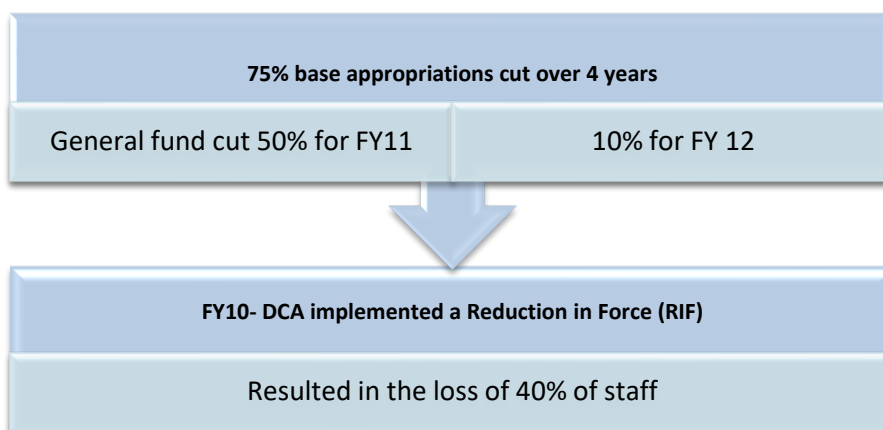 75% base appropriations cut over 4 years
General fund cut 50% for FY11
10% for FY 12
FY10- DCA implemented a Reduction in Force (RIF)
Resulted in the loss of 40% of staff